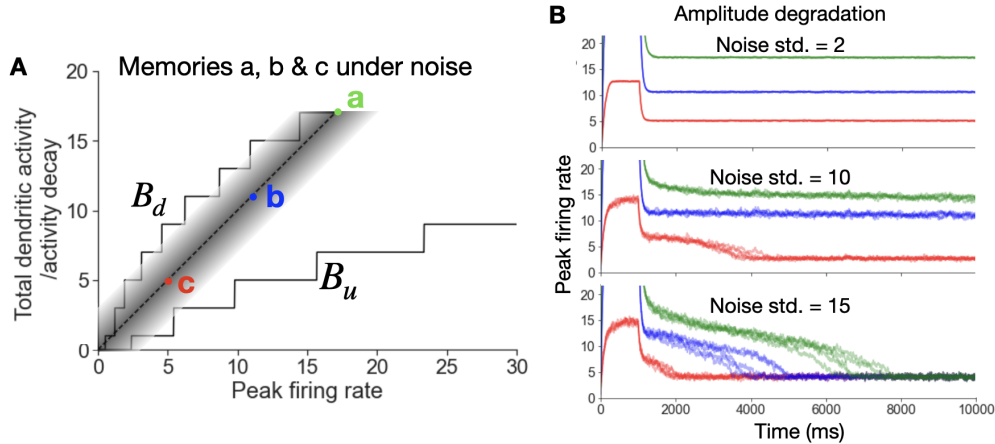 A
Memories a, b & c under noise
Total dendritic activity
/activity decay
20
15
10
5
0
B_d
B_u
a
b
c
0 5 10 15 20 25 30
Peak firing rate
B
Amplitude degradation
Peak firing rate
Noise std. = 2
20
15
10
5
0
Noise std. = 10
20
15
10
5
0
Noise std. = 15
20
15
10
5
0
0 2000 4000 6000 8000 10000
Time (ms)